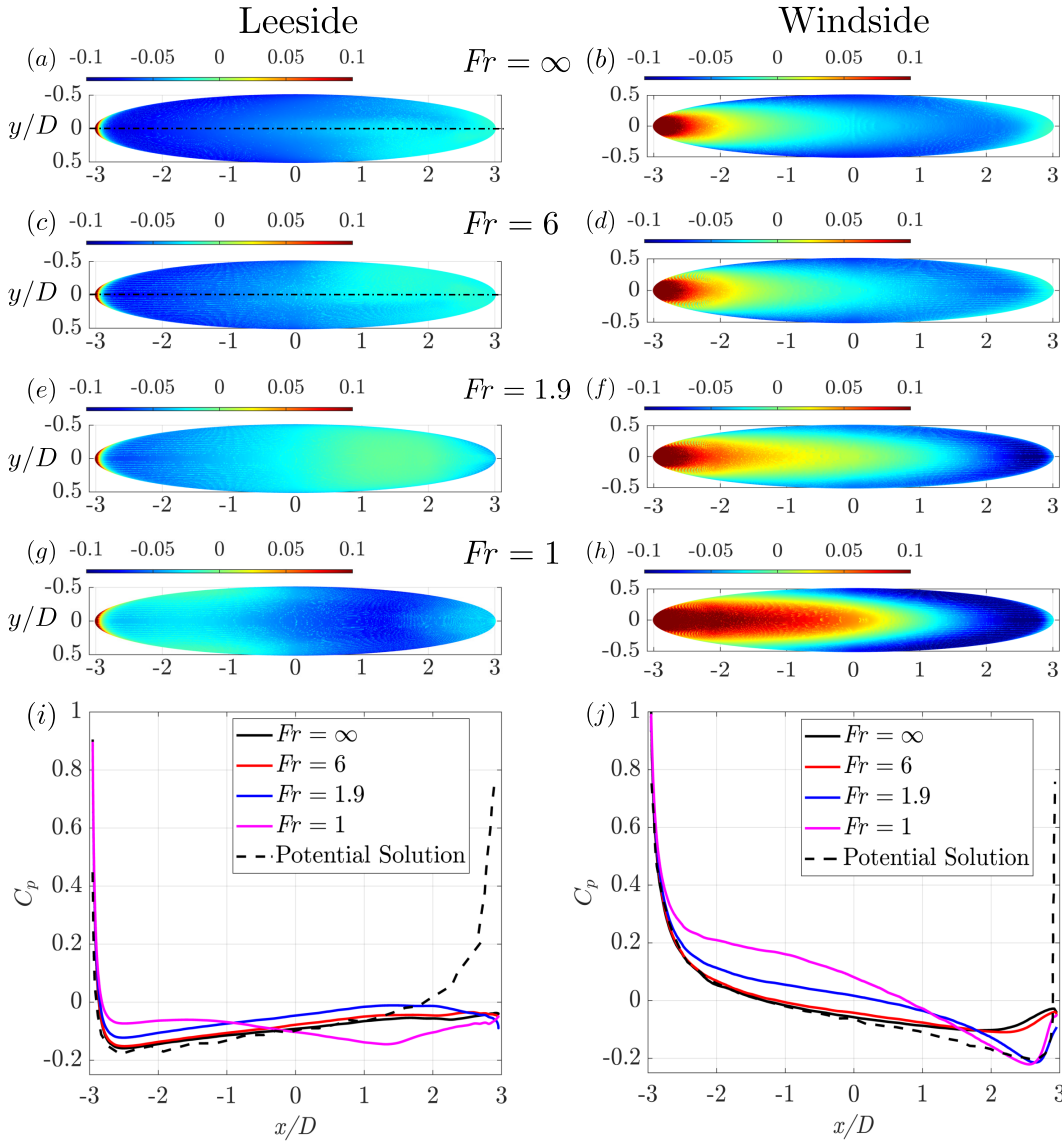 Leeside Windside
(a) -0.1 -0.05 0 0.05 0.1 Fr = ∞ (b) -0.1 -0.05 0 0.05 0.1
-0.5 0.5
y/D 0 0
0.5 -0.5
-3 -2 -1 0 1 2 3 -3 -2 -1 0 1 2 3
(c) -0.1 -0.05 0 0.05 0.1 Fr = 6 (d) -0.1 -0.05 0 0.05 0.1
-0.5 0.5
y/D 0 0
0.5 -0.5
-3 -2 -1 0 1 2 3 -3 -2 -1 0 1 2 3
(e) -0.1 -0.05 0 0.05 0.1 Fr = 1.9 (f) -0.1 -0.05 0 0.05 0.1
-0.5 0.5
y/D 0 0
0.5 -0.5
-3 -2 -1 0 1 2 3 -3 -2 -1 0 1 2 3
(g) -0.1 -0.05 0 0.05 0.1 Fr = 1 (h) -0.1 -0.05 0 0.05 0.1
-0.5 0.5
y/D 0 0
0.5 -0.5
-3 -2 -1 0 1 2 3 -3 -2 -1 0 1 2 3
(i) 1 (j) 1
Fr = ∞ Fr = ∞
0.8 Fr = 6 0.8 Fr = 6
Fr = 1.9 Fr = 1.9
0.6 Fr = 1 0.6 Fr = 1
Potential Solution Potential Solution
C_p 0.4 C_p 0.4
0.2 0.2
0 0
-0.2 -0.2
-3 -2 -1 0 1 2 3 -3 -2 -1 0 1 2 3
x/D x/D